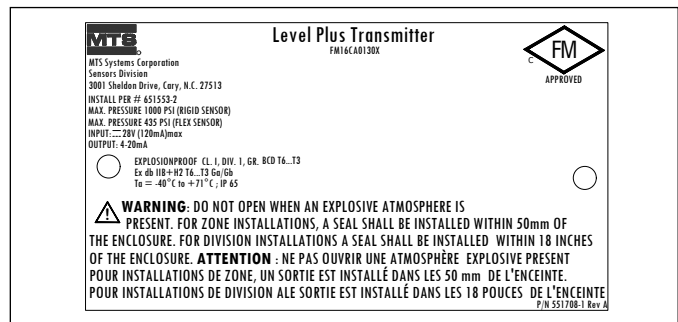 MTS
Level Plus Transmitter
FM16CA0130X
FM
C
APPROVED
MTS Systems Corporation
Sensors Division
3001 Sheldon Drive, Cary, N.C. 27513
INSTALL PER # 651553-2
MAX. PRESSURE 1000 PSI (RIGID SENSOR)
MAX. PRESSURE 435 PSI (FLEX SENSOR)
INPUT: ⎓ 28V (120mA)max
OUTPUT: 4-20mA
EXPLOSIONPROOF CL. I, DIV. 1, GR. BCD T6...T3
Ex db IIB+H2 T6...T3 Ga/Gb
Ta = -40°C to +71°C ; IP 65
WARNING: DO NOT OPEN WHEN AN EXPLOSIVE ATMOSPHERE IS
PRESENT. FOR ZONE INSTALLATIONS, A SEAL SHALL BE INSTALLED WITHIN 50mm OF
THE ENCLOSURE. FOR DIVISION INSTALLATIONS A SEAL SHALL BE INSTALLED WITHIN 18 INCHES
OF THE ENCLOSURE. ATTENTION : NE PAS OUVRIR UNE ATMOSPHÈRE EXPLOSIVE PRESENT
POUR INSTALLATIONS DE ZONE, UN SORTIE EST INSTALLÉ DANS LES 50 mm DE L'ENCEINTE.
POUR INSTALLATIONS DE DIVISION ALE SORTIE EST INSTALLÉ DANS LES 18 POUCES DE L'ENCEINTE
P/N 551708-1 Rev A